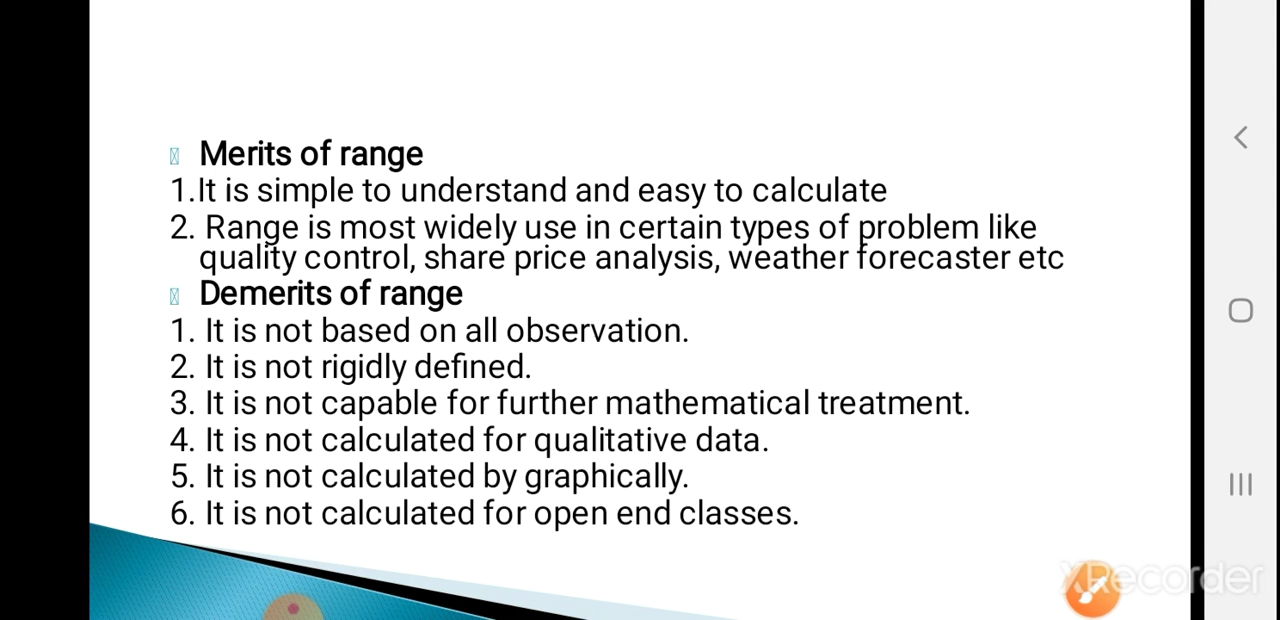 Merits of range
1.It is simple to understand and easy to calculate
2. Range is most widely use in certain types of problem like
quality control, share price analysis, weather forecaster etc
Demerits of range
1. It is not based on all observation.
2. It is not rigidly defined.
3. It is not capable for further mathematical treatment.
4. It is not calculated for qualitative data.
5. It is not calculated by graphically.
6. It is not calculated for open end classes.
XRecorder